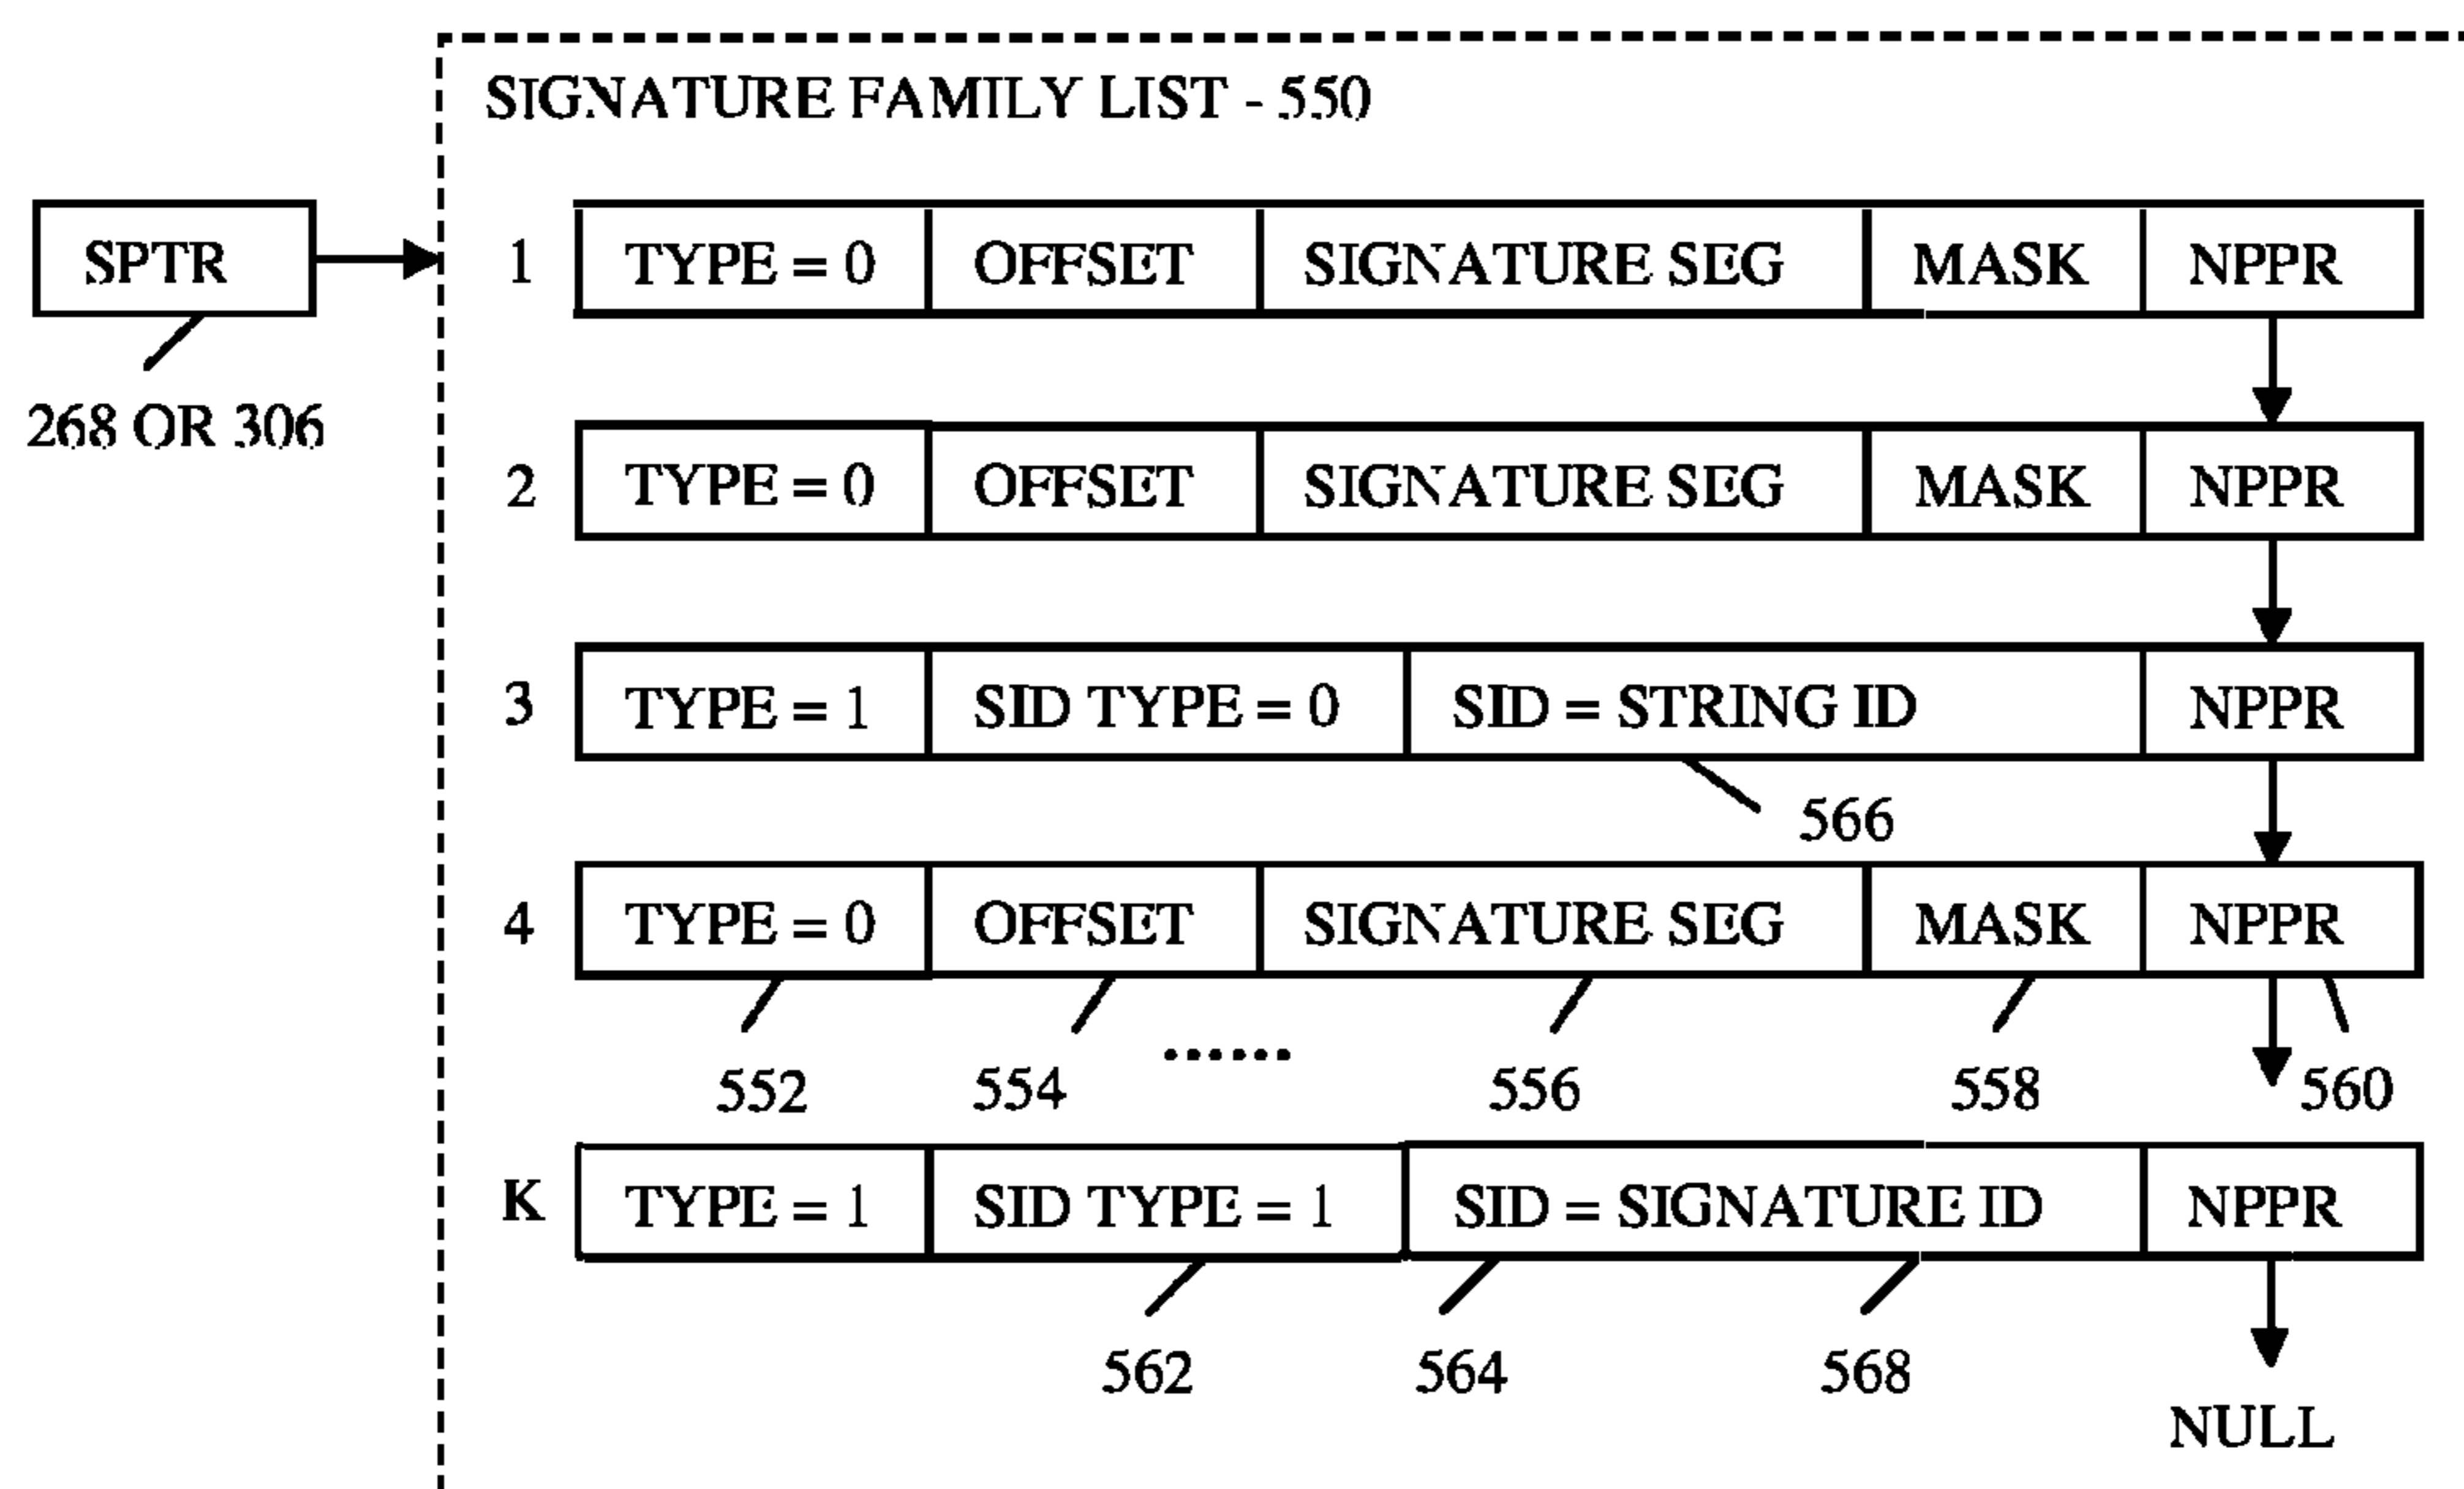 SIGNATURE FAMILY LIST - 550
SPTR
268 OR 306
1 TYPE = 0 OFFSET SIGNATURE SEG MASK NPPR
2 TYPE = 0 OFFSET SIGNATURE SEG MASK NPPR
3 TYPE = 1 SID TYPE = 0 SID = STRING ID NPPR
566
4 TYPE = 0 OFFSET SIGNATURE SEG MASK NPPR
552 554 ...... 556 558 560
K TYPE = 1 SID TYPE = 1 SID = SIGNATURE ID NPPR
562 564 568
NULL